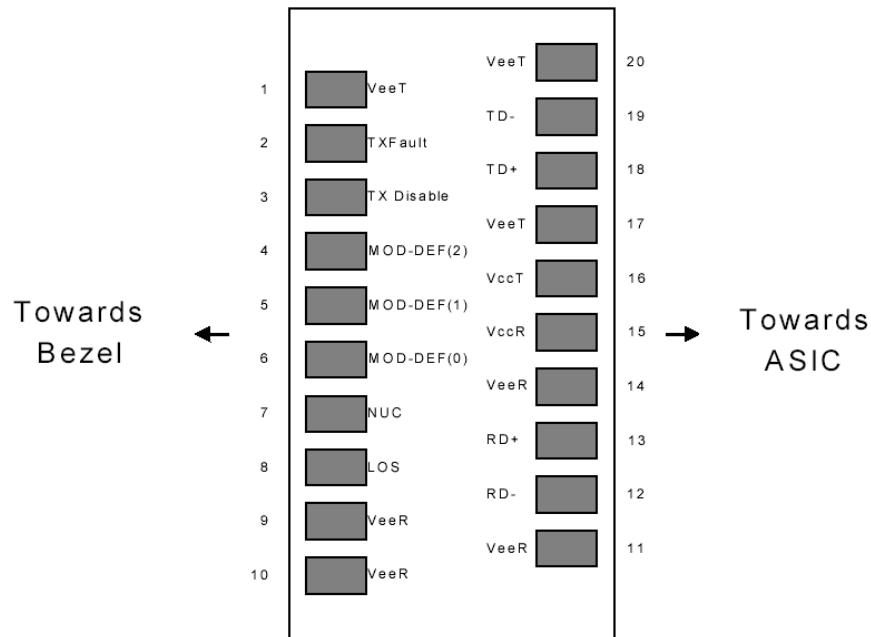 1 VeeT
2 TXFault
3 TX Disable
4 MOD-DEF(2)
5 MOD-DEF(1)
6 MOD-DEF(0)
7 NUC
8 LOS
9 VeeR
10 VeeR
VeeT 20
TD- 19
TD+ 18
VeeT 17
VccT 16
VccR 15
VeeR 14
RD+ 13
RD- 12
VeeR 11
Towards
Bezel
Towards
ASIC